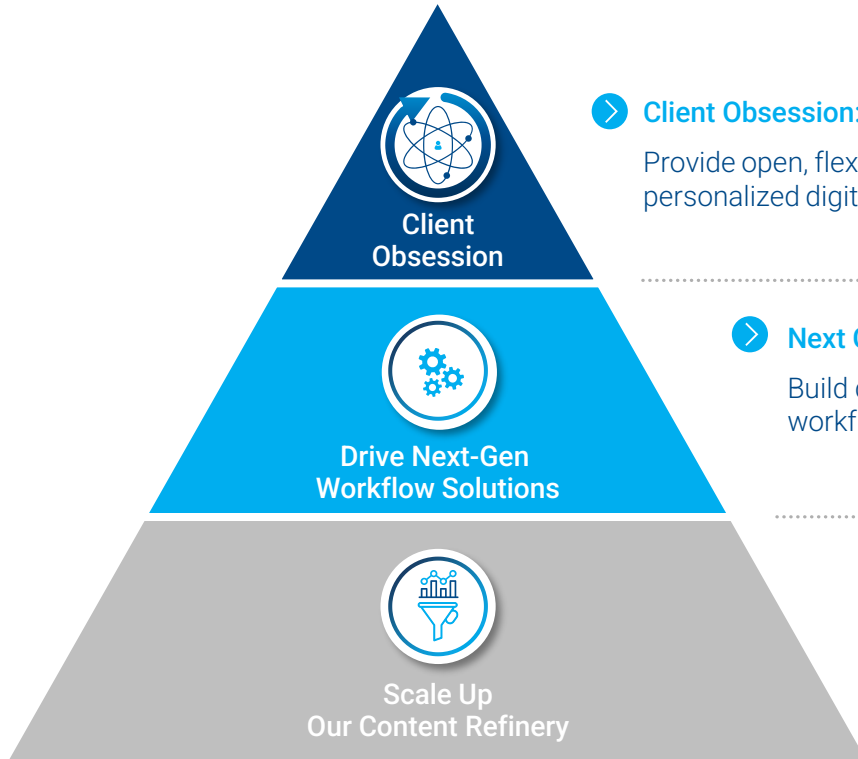 Client
Obsession
Drive Next-Gen
Workflow Solutions
Scale Up
Our Content Refinery
Client Obsession:
Provide open,
personalized
Next
Build